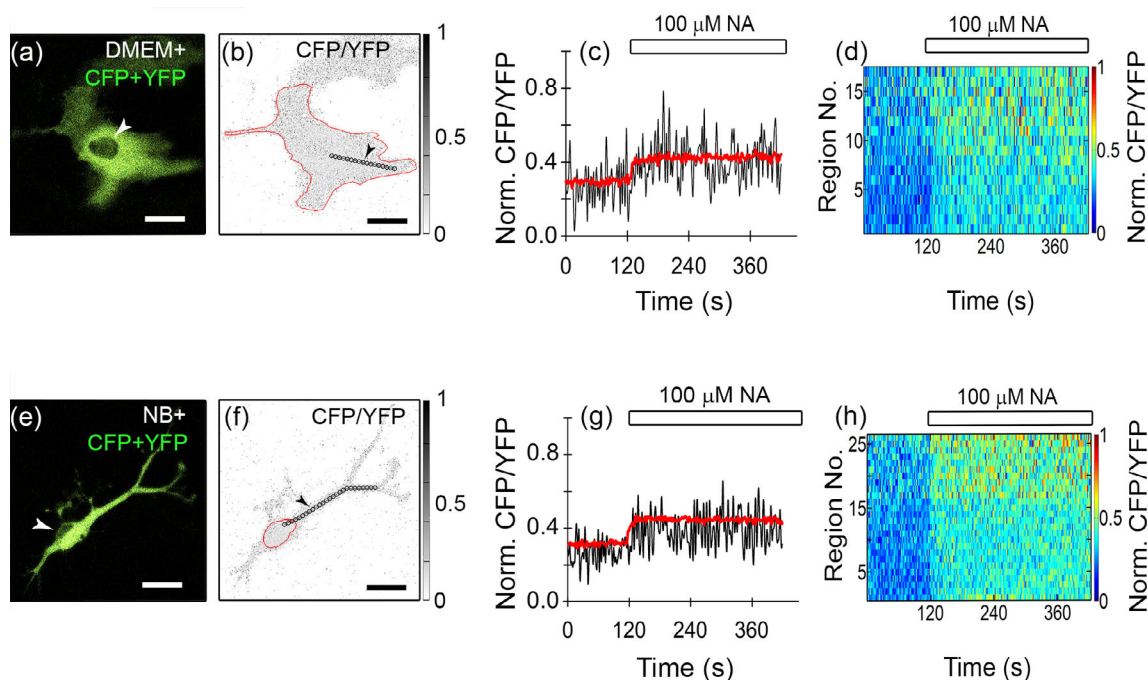 (a) DMEM+
CFP+YFP
(b) CFP/YFP
1
0.5
0
(c)
100 μM NA
Norm. CFP/YFP
0.8
0.4
0.0
0 120 240 360
Time (s)
(d)
100 μM NA
Region No.
15
10
5
120 240 360
Time (s)
1
0.5
0
Norm. CFP/YFP
(e) NB+
CFP+YFP
(f) CFP/YFP
1
0.5
0
(g)
100 μM NA
Norm. CFP/YFP
0.8
0.4
0.0
0 120 240 360
Time (s)
(h)
100 μM NA
Region No.
25
15
5
120 240 360
Time (s)
1
0.5
0
Norm. CFP/YFP